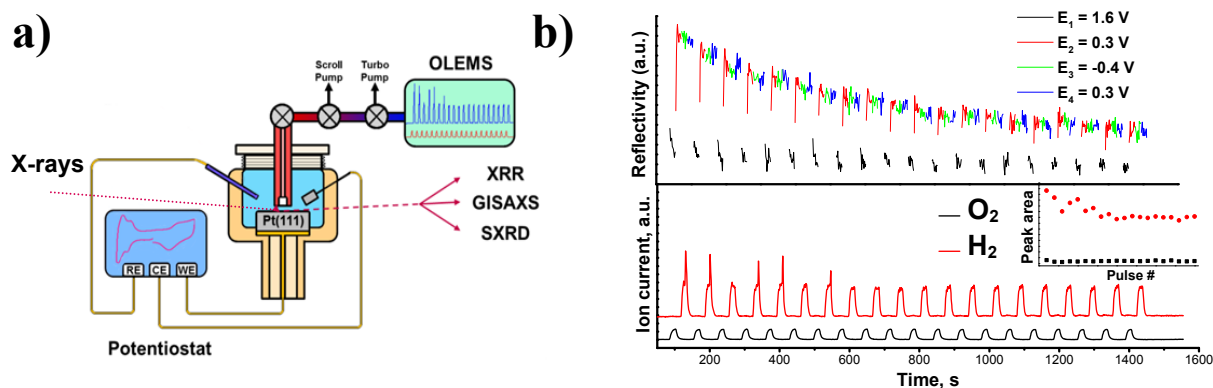 a)
Scroll
Pump
Turbo
Pump
OLEMS
X-rays
XRR
GISAXS
SXRD
Pt(111)
RE CE WE
Potentiostat
b)
Reflectivity (a.u.)
E1 = 1.6 V
E2 = 0.3 V
E3 = -0.4 V
E4 = 0.3 V
Ion current, a.u.
O2
H2
Peak area
Pulse #
200 400 600 800 1000 1200 1400 1600
Time, s